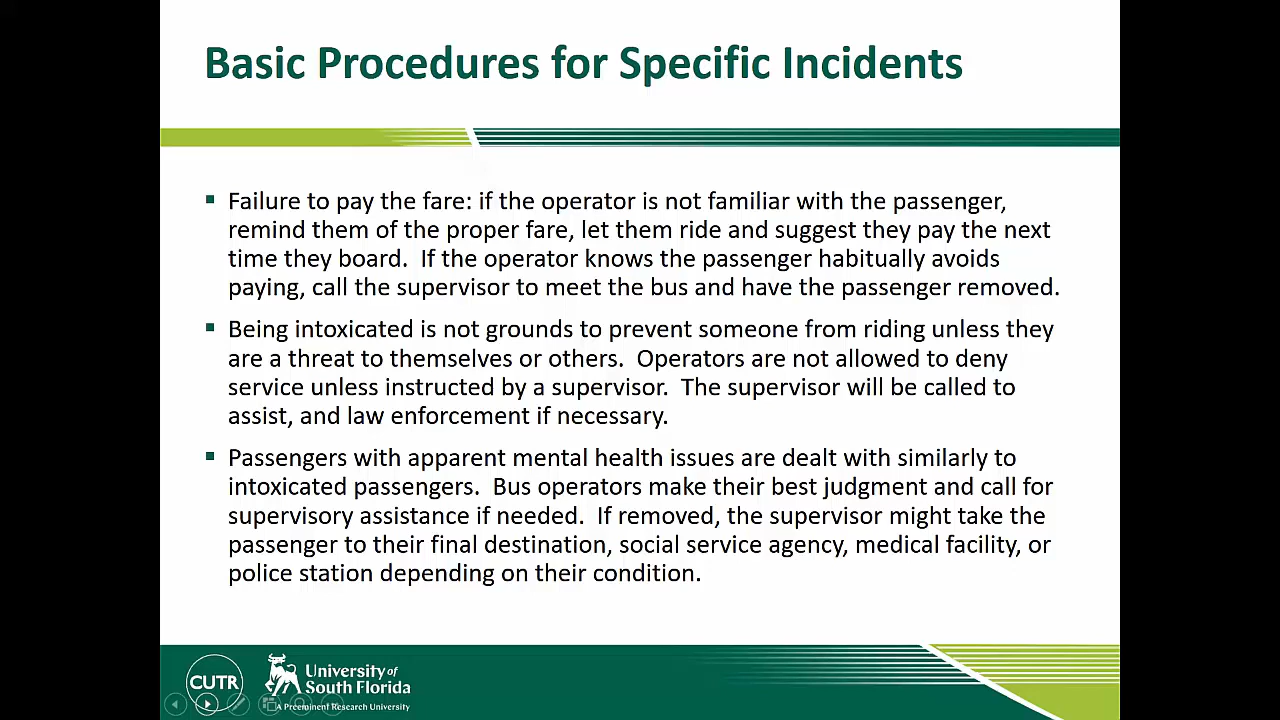 Basic Procedures for Specific Incidents
▪ Failure to pay the fare: if the operator is not familiar with the passenger,
remind them of the proper fare, let them ride and suggest they pay the next
time they board.  If the operator knows the passenger habitually avoids
paying, call the supervisor to meet the bus and have the passenger removed.
▪ Being intoxicated is not grounds to prevent someone from riding unless they
are a threat to themselves or others.  Operators are not allowed to deny
service unless instructed by a supervisor.  The supervisor will be called to
assist, and law enforcement if necessary.
▪ Passengers with apparent mental health issues are dealt with similarly to
intoxicated passengers.  Bus operators make their best judgment and call for
supervisory assistance if needed.  If removed, the supervisor might take the
passenger to their final destination, social service agency, medical facility, or
police station depending on their condition.
CUTR
University of
South Florida
A Preeminent Research University